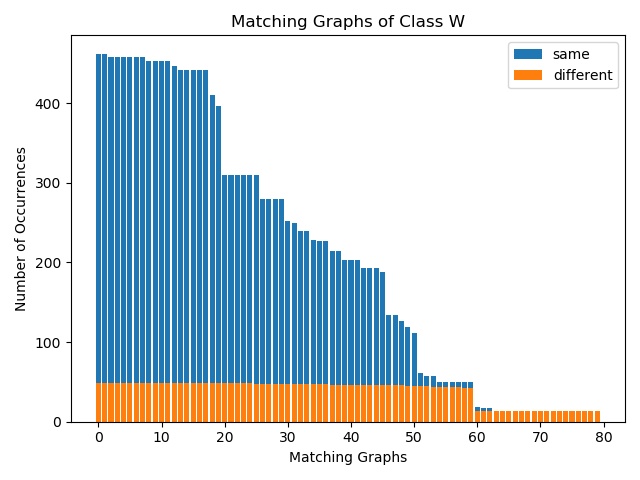 Matching Graphs of Class W
same
different
Number of Occurrences
400
300
200
100
0
0 10 20 30 40 50 60 70 80
Matching Graphs